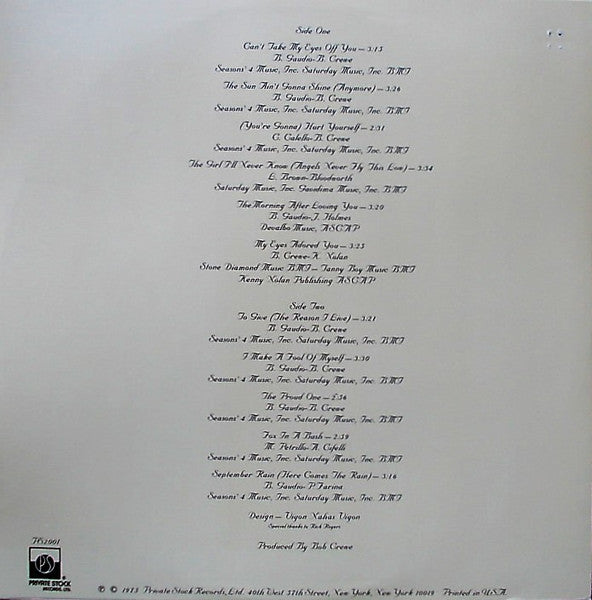 Side One
Can't Take My Eyes Off You — 3:15
B. Gaudio-B. Crewe
Seasons' 4 Music, Inc. Saturday Music, Inc. BMI
The Sun Ain't Gonna Shine (Anymore) — 3:26
B. Gaudio-B. Crewe
Seasons' 4 Music, Inc. Saturday Music, Inc. BMI
(You're Gonna) Hurt Yourself — 2:31
C. Calello-B. Crewe
Seasons' 4 Music, Inc. Saturday Music, Inc. BMI
The Girl I'll Never Know (Angels Never Fly This Low) — 3:34
L. Brown-Bloodworth
Saturday Music, Inc. Gavadima Music, Inc. BMI
The Morning After Loving You — 3:20
B. Gaudio-J. Holmes
Devalbo Music, ASCAP
My Eyes Adored You — 3:25
B. Crewe-K. Nolan
Stone Diamond Music BMI — Tanny Boy Music BMI
Kenny Nolan Publishing ASCAP
Side Two
To Give (The Reason I Live) — 3:21
B. Gaudio-B. Crewe
Seasons' 4 Music, Inc. Saturday Music, Inc. BMI
I Make A Fool Of Myself — 3:30
B. Gaudio-B. Crewe
Seasons' 4 Music, Inc. Saturday Music, Inc. BMI
The Proud One — 2:56
B. Gaudio-B. Crewe
Seasons' 4 Music, Inc. Saturday Music, Inc. BMI
Fox In A Bush — 2:39
M. Petrillo-A. Cifelli
Seasons' 4 Music, Inc. Saturday Music, Inc. BMI
September Rain (Here Comes The Rain) — 3:16
B. Gaudio-P. Farina
Seasons' 4 Music, Inc. Saturday Music, Inc. BMI
Design — Vigon Nahas Vigon
Special thanks to Rick Rogers
Produced By Bob Crewe
PS2001
PS
PRIVATE STOCK
RECORDS, LTD.
℗ © 1975 Private Stock Records, Ltd. 40th West 57th Street, New York, New York 10019 Printed in U.S.A.